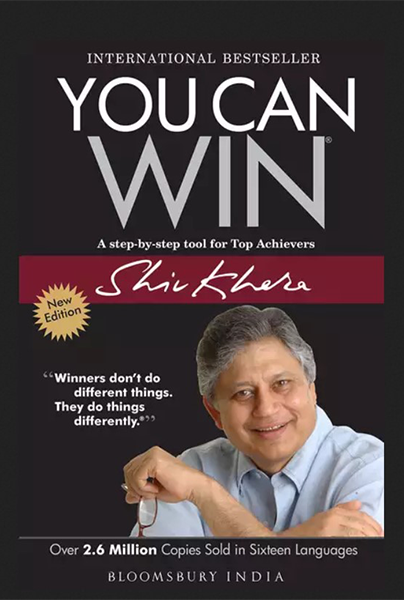 INTERNATIONAL BESTSELLER
YOU CAN
WIN®
A step-by-step tool for Top Achievers
Shiv Khera
New
Edition
“Winners don’t do
different things.
They do things
differently.®”
Over 2.6 Million Copies Sold in Sixteen Languages
BLOOMSBURY INDIA